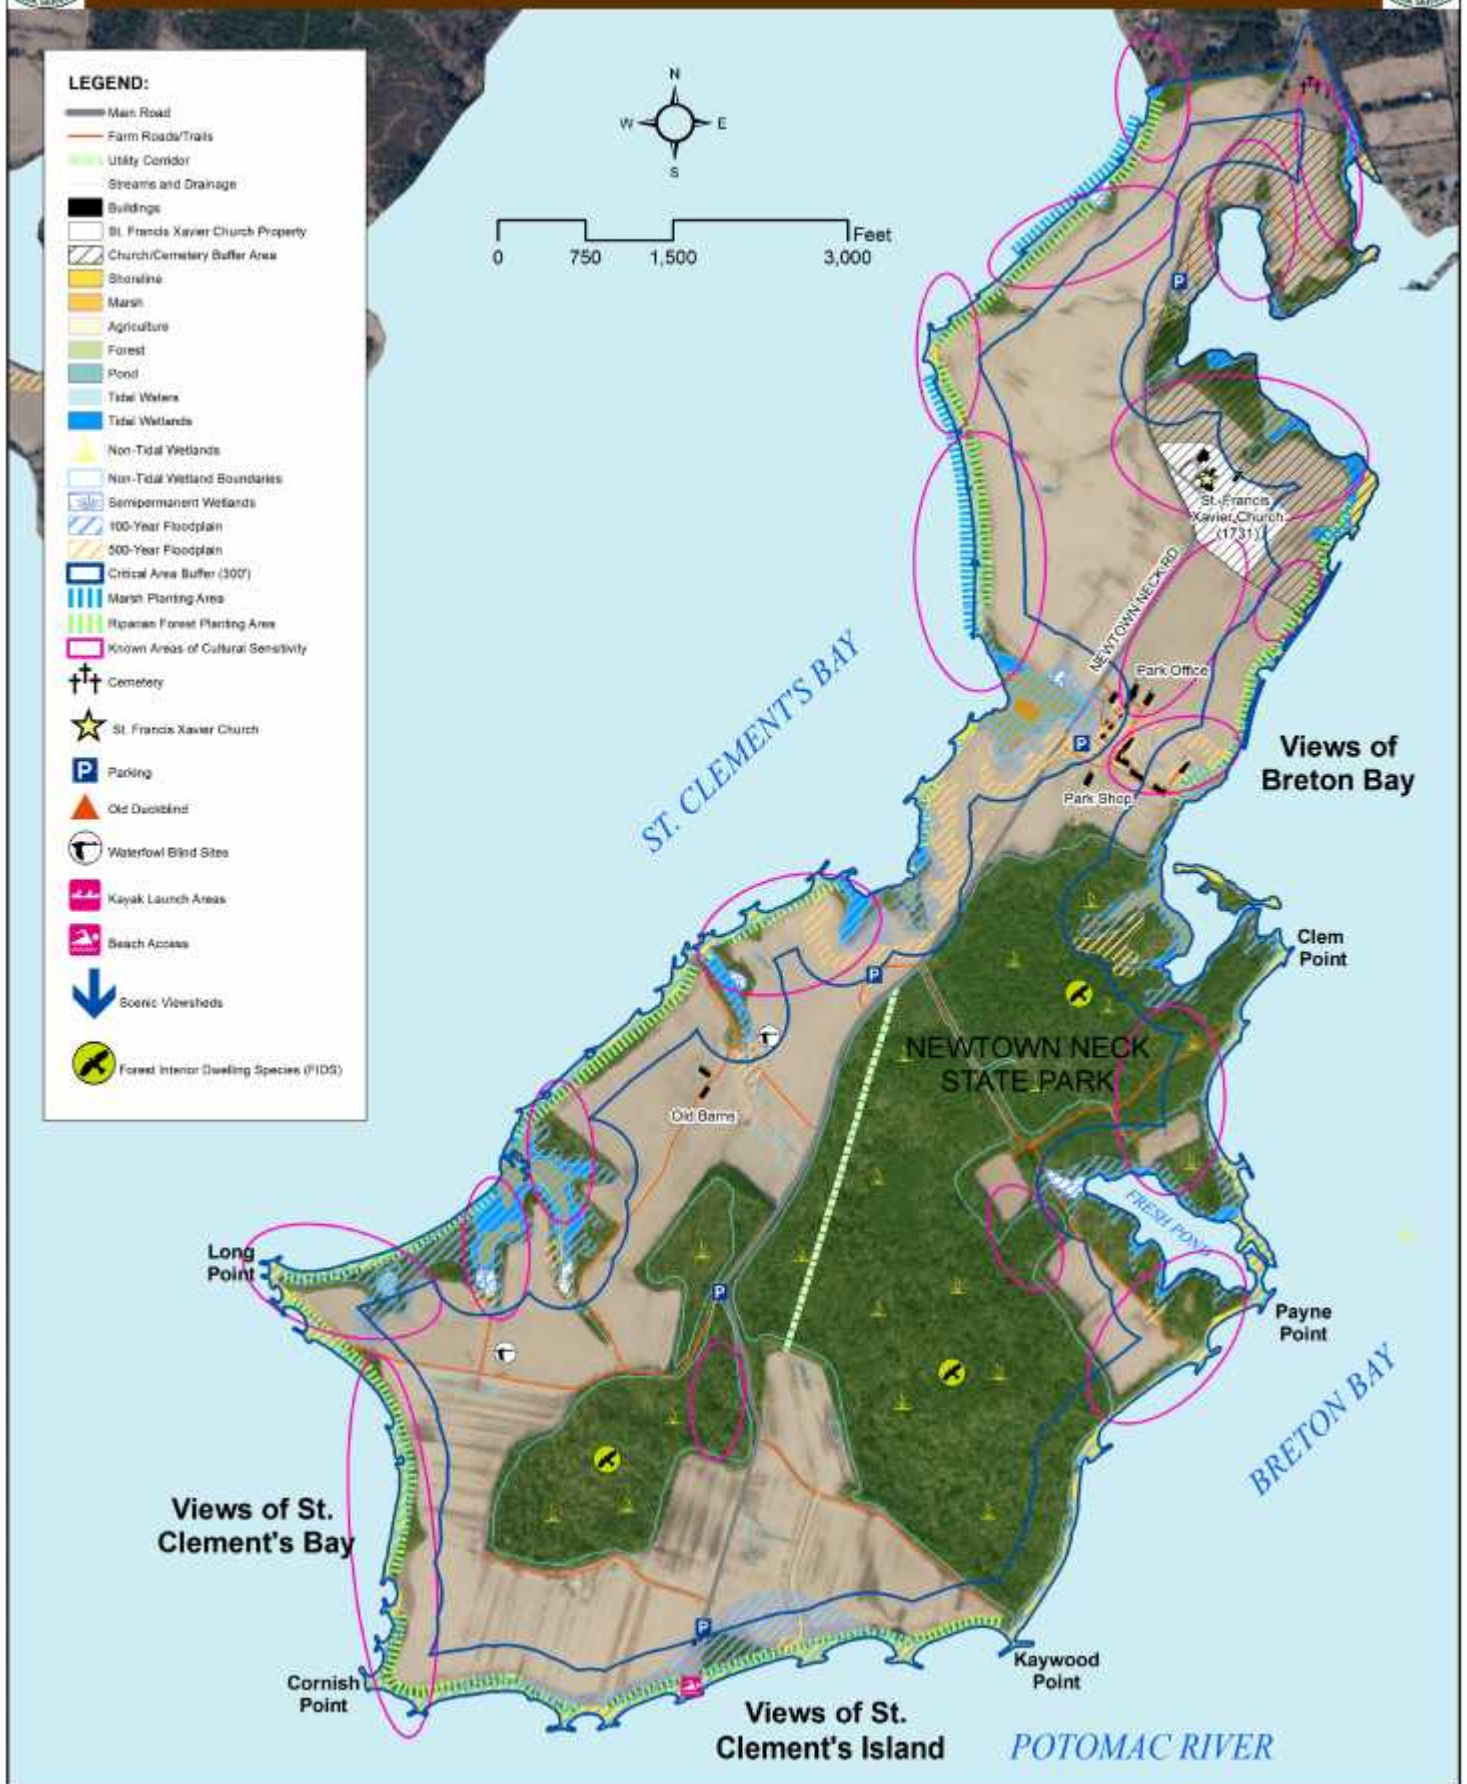 LEGEND:
Main Road
Farm Roads/Trails
Utility Corridor
Streams and Drainage
Buildings
St. Francis Xavier Church Property
Church/Cemetery Buffer Area
Shoreline
Marsh
Agriculture
Forest
Pond
Tidal Waters
Tidal Wetlands
Non-Tidal Wetlands
Non-Tidal Wetland Boundaries
Semipermanent Wetlands
100-Year Floodplain
500-Year Floodplain
Critical Area Buffer (300')
Marsh Planting Area
Riparian Forest Planting Area
Known Areas of Cultural Sensitivity
Cemetery
St. Francis Xavier Church
P
Parking
Old Duckblind
Waterfowl Blind Sites
Kayak Launch Areas
Beach Access
Scenic Viewsheds
Forest Interior Dwelling Species (FIDS)
N
W E
S
Feet
0 750 1,500 3,000
P
St. Francis
Xavier Church
(1731)
NEWTOWN NECK RD
Park Office
P
Park Shop
ST. CLEMENT'S BAY
Views of
Breton Bay
Clem
Point
P
NEWTOWN NECK
STATE PARK
Old Barns
FRESH POND
Long
Point
P
Payne
Point
BRETON BAY
Views of St.
Clement's Bay
P
Cornish
Point
Kaywood
Point
Views of St.
Clement's Island
POTOMAC RIVER